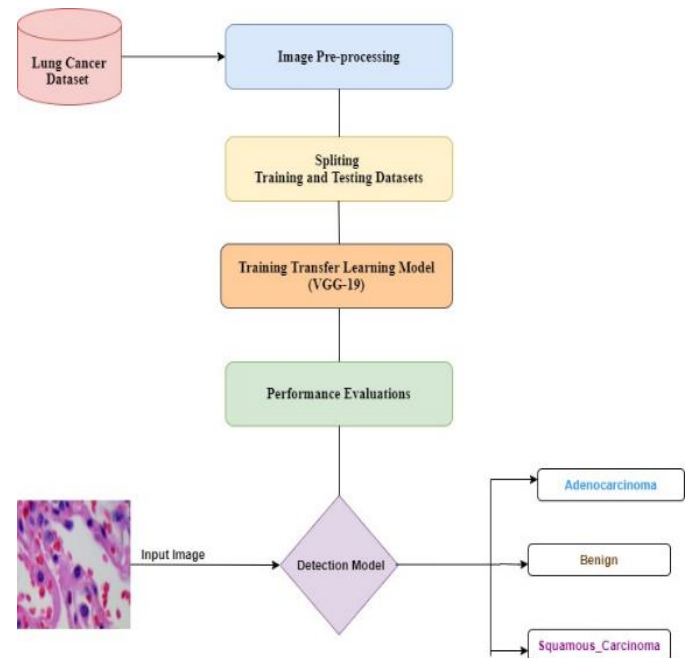 Lung Cancer
Dataset
Image Pre-processing
Spliting
Training and Testing Datasets
Training Transfer Learning Model
(VGG-19)
Performance Evaluations
Input Image
Detection Model
Adenocarcinoma
Benign
Squamous_Carcinoma